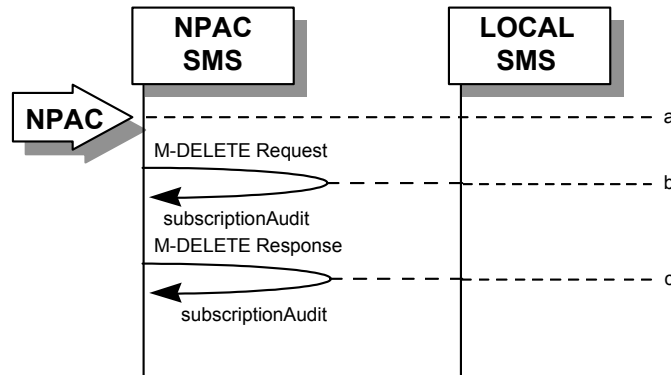 NPAC
SMS
LOCAL
SMS
NPAC
a
M-DELETE Request
b
subscriptionAudit
M-DELETE Response
c
subscriptionAudit